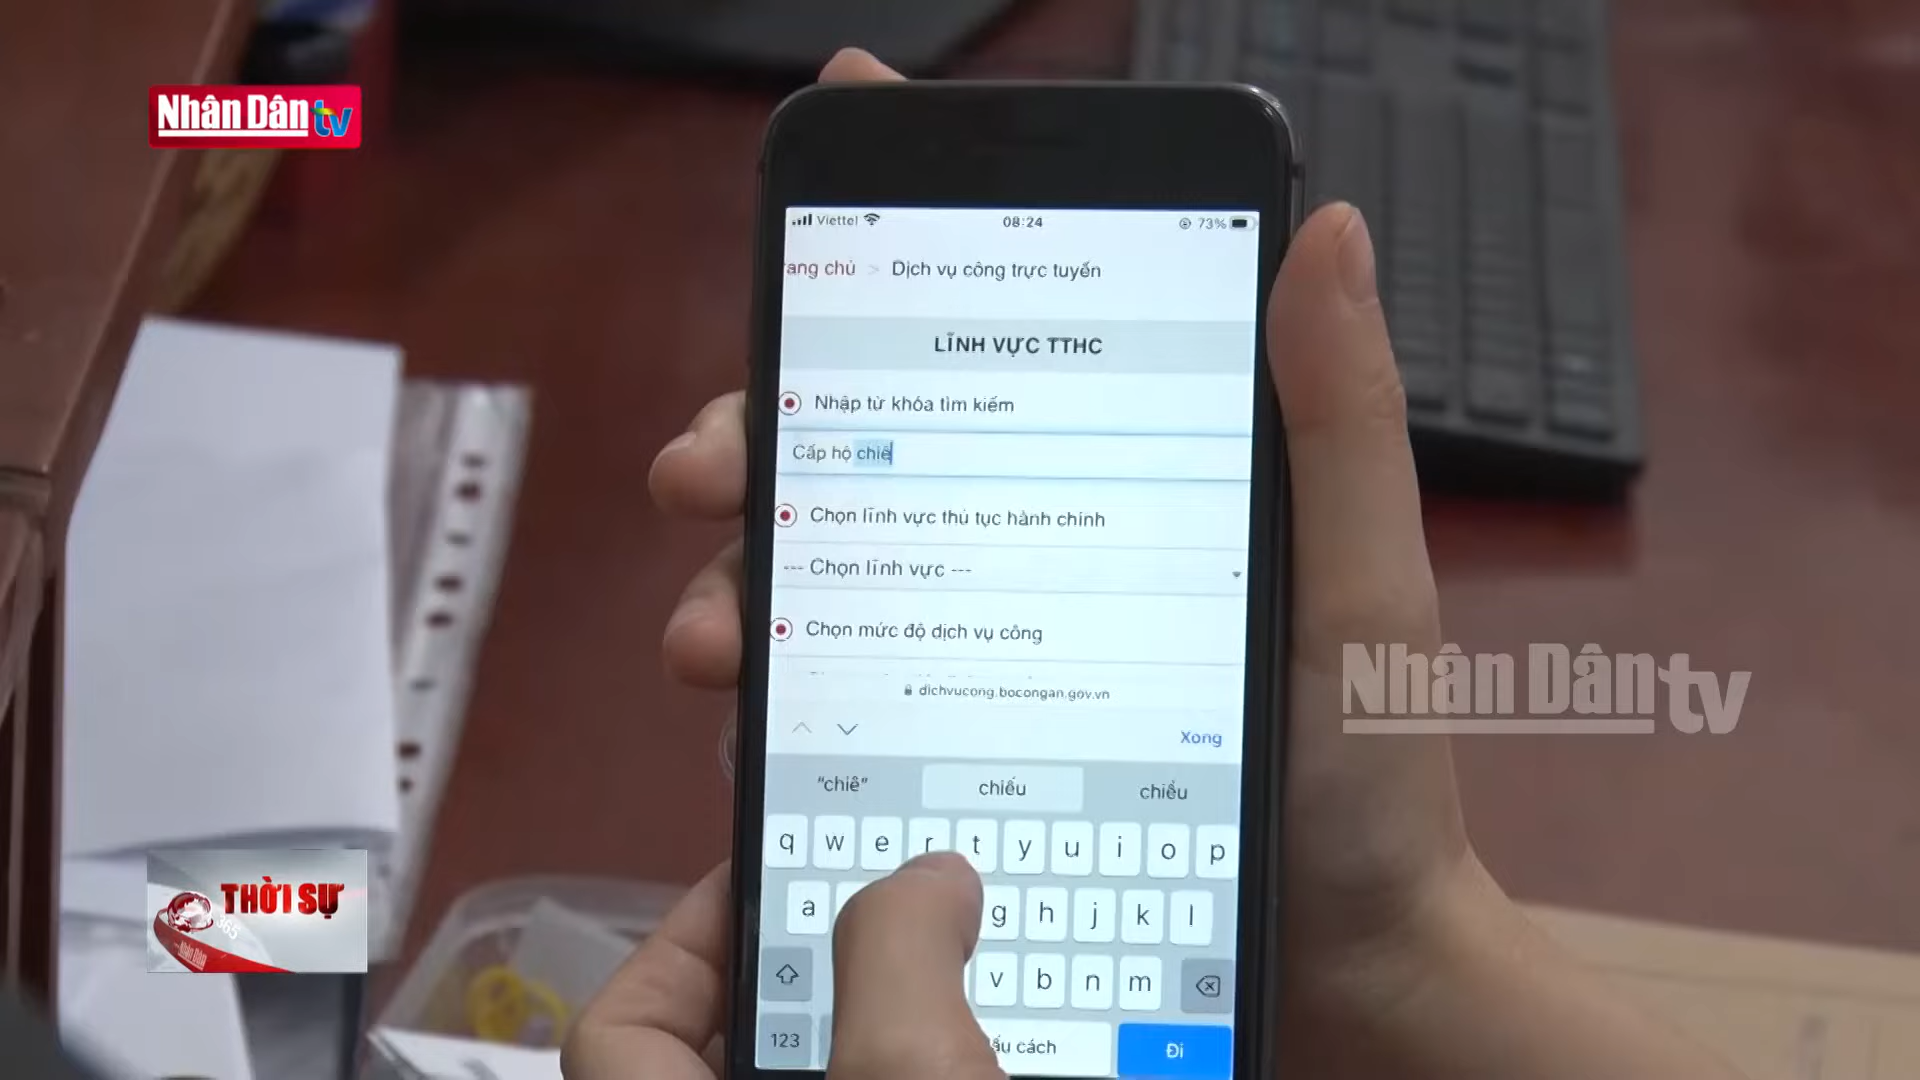 Nhân Dân tv
Viettel 08:24 73%
rang chủ > Dịch vụ công trực tuyến
LĨNH VỰC TTHC
Nhập từ khóa tìm kiếm
Cấp hộ chiê
Chọn lĩnh vực thủ tục hành chính
--- Chọn lĩnh vực ---
Chọn mức độ dịch vụ công
dichvucong.bocongan.gov.vn
Xong
“chiê” chiếu chiều
q w e r t y u i o p
a g h j k l
v b n m
123 ấu cách Đi
Nhân Dân tv
THỜI SỰ
365
Nhân Dân